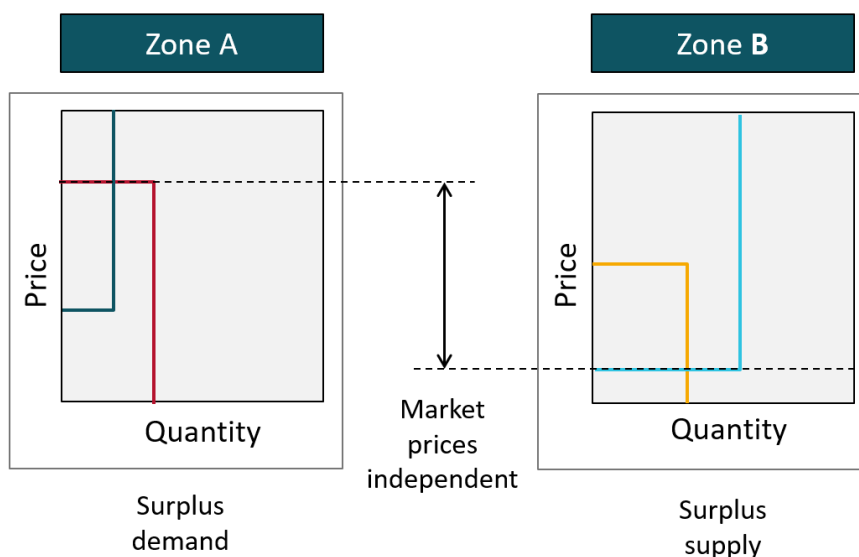 Zone A
Zone B
Price
Quantity
Market
prices
independent
Price
Quantity
Surplus
demand
Surplus
supply